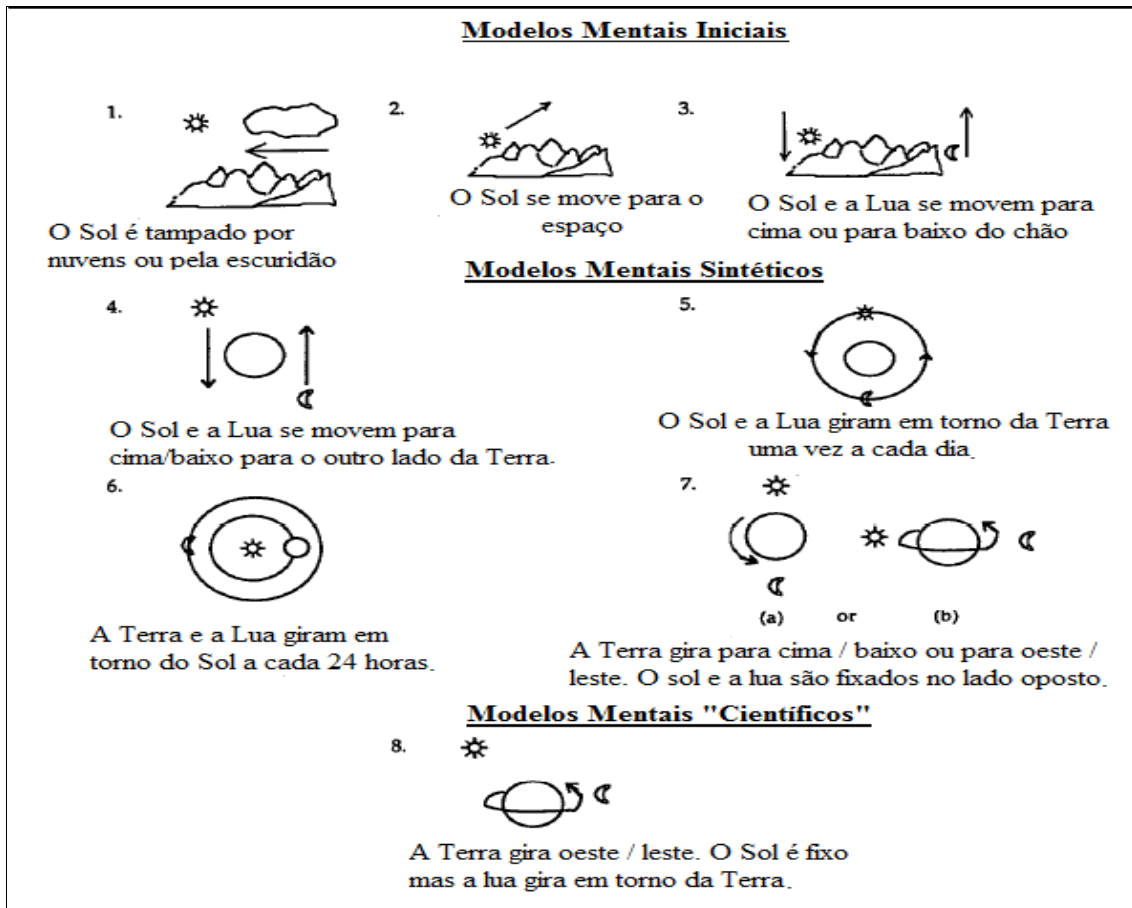 Modelos Mentais Iniciais
1.
2.
3.
O Sol é tampado por
nuvens ou pela escuridão
O Sol se move para o
espaço
O Sol e a Lua se movem para
cima ou para baixo do chão
Modelos Mentais Sintéticos
4.
5.
O Sol e a Lua se movem para
cima/baixo para o outro lado da Terra.
O Sol e a Lua giram em torno da Terra
uma vez a cada dia.
6.
7.
A Terra e a Lua giram em
torno do Sol a cada 24 horas.
(a) or (b)
A Terra gira para cima / baixo ou para oeste /
leste. O sol e a lua são fixados no lado oposto.
Modelos Mentais "Científicos"
8.
A Terra gira oeste / leste. O Sol é fixo
mas a lua gira em torno da Terra.